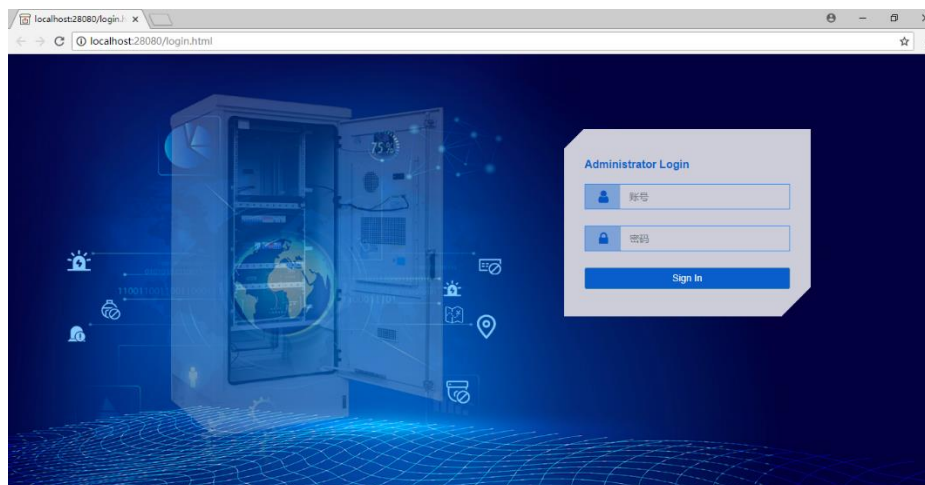 localhost:28080/login.h
localhost:28080/login.html
75%
Administrator Login
账号
密码
Sign In